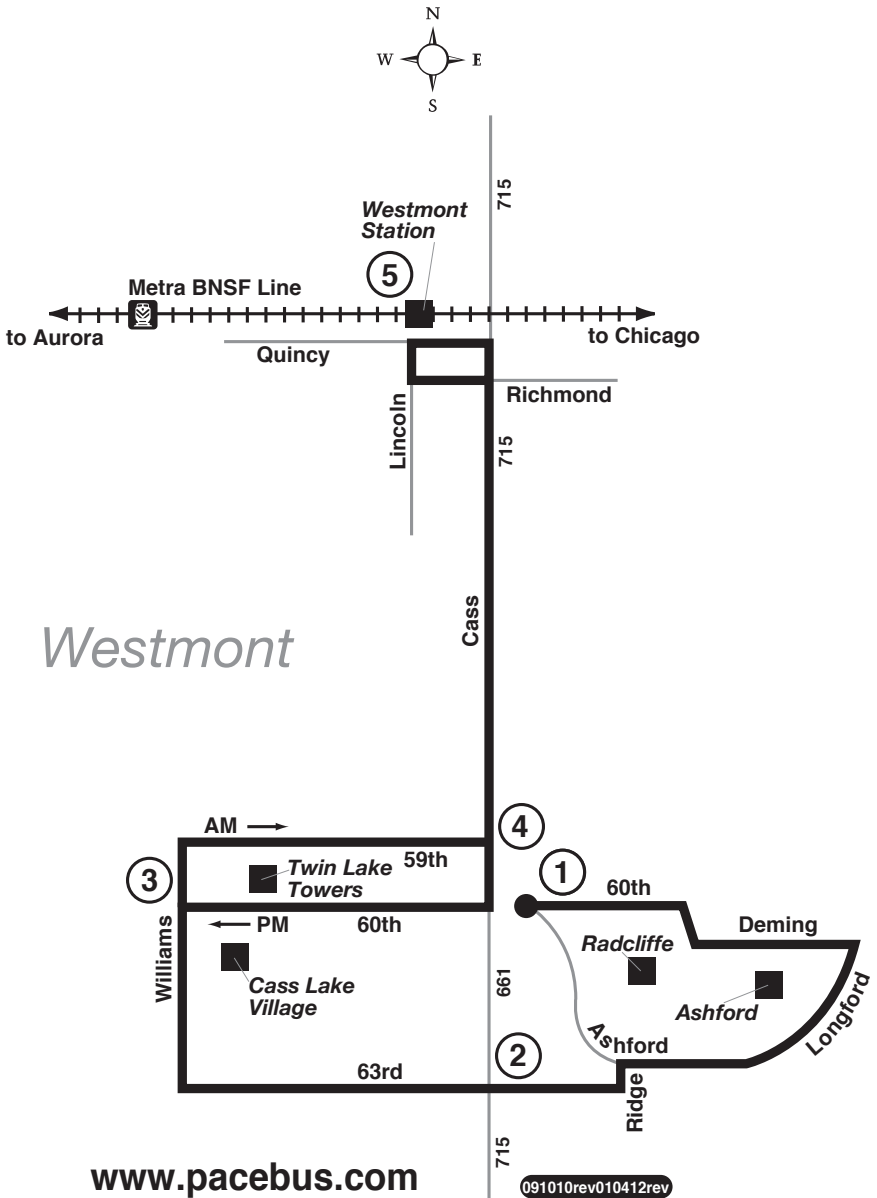 N
W E
S
715
Westmont
Station
5
Metra BNSF Line
to Aurora
to Chicago
Quincy
Richmond
Lincoln
715
Cass
Westmont
AM
4
59th
3
Twin Lake
Towers
1
60th
PM
60th
Williams
Deming
Radcliffe
Cass Lake
Village
661
Ashford
Longford
Ashford
2
63rd
Ridge
715
www.pacebus.com
091010rev010412rev